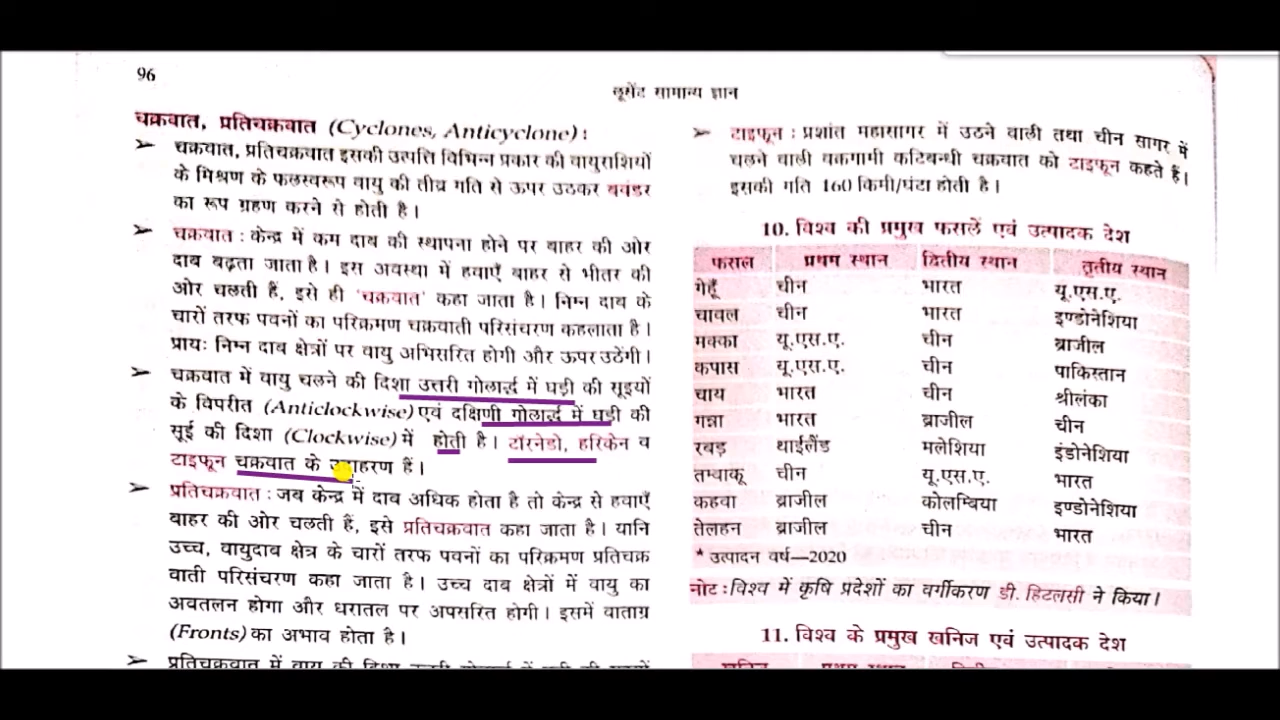 96
लूसेंट सामान्य ज्ञान
चक्रवात, प्रतिचक्रवात (Cyclones, Anticyclone) :
➢ चक्रवात, प्रतिचक्रवात इसकी उत्पत्ति विभिन्न प्रकार की वायुराशियों
के मिश्रण के फलस्वरूप वायु की तीव्र गति से ऊपर उठकर बवंडर
का रूप ग्रहण करने से होती है।
➢ चक्रवात : केन्द्र में कम दाब की स्थापना होने पर बाहर की ओर
दाब बढ़ता जाता है। इस अवस्था में हवाएँ बाहर से भीतर की
ओर चलती हैं, इसे ही 'चक्रवात' कहा जाता है। निम्न दाब के
चारों तरफ पवनों का परिक्रमण चक्रवाती परिसंचरण कहलाता है।
प्रायः निम्न दाब क्षेत्रों पर वायु अभिसरित होगी और ऊपर उठेंगी।
➢ चक्रवात में वायु चलने की दिशा उत्तरी गोलार्द्ध में घड़ी की सूइयों
के विपरीत (Anticlockwise) एवं दक्षिणी गोलार्द्ध में घड़ी की
सूई की दिशा (Clockwise) में होती है। टॉरनेडो, हरिकेन व
टाइफून चक्रवात के उदाहरण हैं।
➢ प्रतिचक्रवात : जब केन्द्र में दाब अधिक होता है तो केन्द्र से हवाएँ
बाहर की ओर चलती हैं, इसे प्रतिचक्रवात कहा जाता है। यानि
उच्च, वायुदाब क्षेत्र के चारों तरफ पवनों का परिक्रमण प्रतिचक्र
वाती परिसंचरण कहा जाता है। उच्च दाब क्षेत्रों में वायु का
अवतलन होगा और धरातल पर अपसरित होगी। इसमें वाताग्र
(Fronts) का अभाव होता है।
➢ प्रतिचक्रवात में वायु की दिशा
➢ टाइफून : प्रशांत महासागर में उठने वाली तथा चीन सागर में
चलने वाली वक्रगामी कटिबन्धी चक्रवात को टाइफून कहते हैं।
इसकी गति 160 किमी/घंटा होती है।
10. विश्व की प्रमुख फसलें एवं उत्पादक देश
फसल प्रथम स्थान द्वितीय स्थान तृतीय स्थान
गेहूँ चीन भारत यू.एस.ए.
चावल चीन भारत इण्डोनेशिया
मक्का यू.एस.ए. चीन ब्राजील
कपास यू.एस.ए. चीन पाकिस्तान
चाय भारत चीन श्रीलंका
गन्ना भारत ब्राजील चीन
रबड़ थाईलैंड मलेशिया इंडोनेशिया
तम्बाकू चीन यू.एस.ए. भारत
कहवा ब्राजील कोलम्बिया इण्डोनेशिया
तेलहन ब्राजील चीन भारत
* उत्पादन वर्ष—2020
नोट : विश्व में कृषि प्रदेशों का वर्गीकरण डी. हिटलसी ने किया।
11. विश्व के प्रमुख खनिज एवं उत्पादक देश